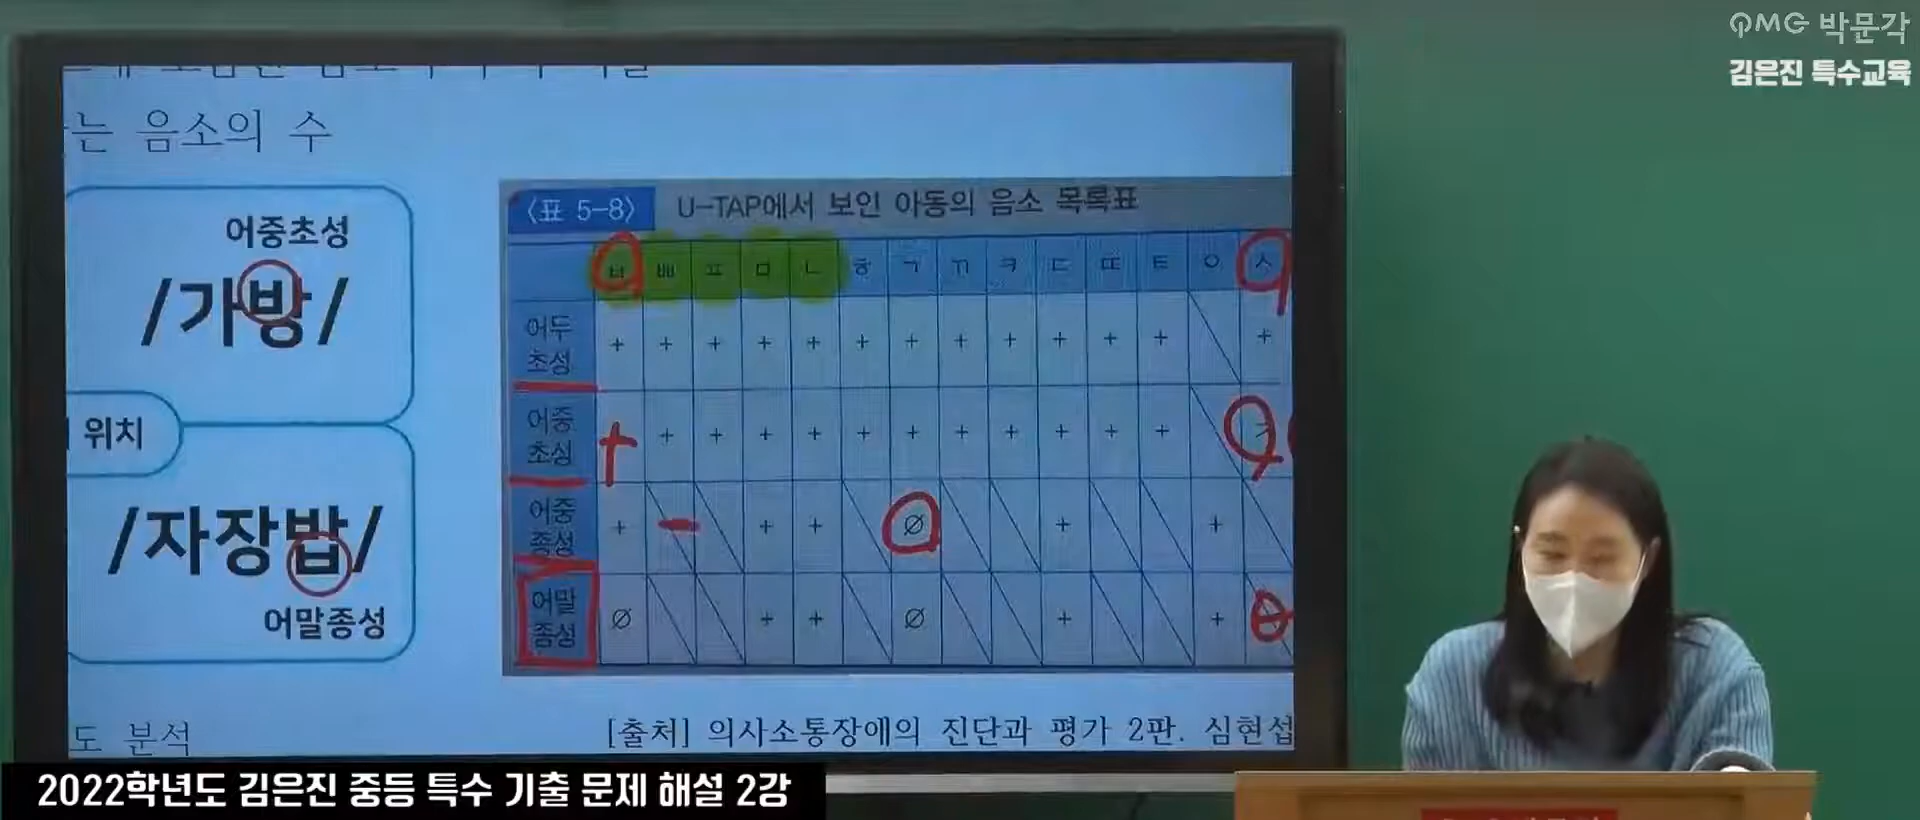 PMG 박문각
김은진 특수교육
는 음소의 수
어중초성
/가방/
위치
/자장밥/
어말종성
도 분석
<표 5-8> U-TAP에서 보인 아동의 음소 목록표
ㅂ ㅃ ㅍ ㅁ ㄴ ㅎ ㄱ ㄲ ㅋ ㄷ ㄸ ㅌ ㅇ ㅅ
어두초성 + + + + + + + + + + + + +
어중초성 + + + + + + + + + + + +
어중종성 + - + + ∅ + +
어말종성 ∅ + + ∅ + +
[출처] 의사소통장애의 진단과 평가 2판. 심현섭
2022학년도 김은진 중등 특수 기출 문제 해설 2강